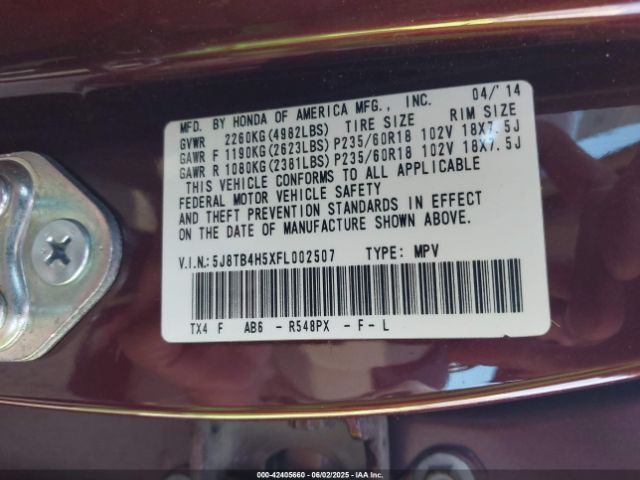 MFD. BY HONDA OF AMERICA MFG., INC. 04/'14
GVWR 2260KG(4982LBS) TIRE SIZE RIM SIZE
GAWR F 1190KG(2623LBS)P235/60R18 102V 18X7.5J
GAWR R 1080KG(2381LBS)P235/60R18 102V 18X7.5J
THIS VEHICLE CONFORMS TO ALL APPLICABLE
FEDERAL MOTOR VEHICLE SAFETY
AND THEFT PREVENTION STANDARDS IN EFFECT
ON THE DATE OF MANUFACTURE SHOWN ABOVE.
V.I.N.:5J8TB4H5XFL002507 TYPE: MPV
TX4 F AB6 - R548PX -F-L
000-42405660 - 06/02/2025 - IAA LLC